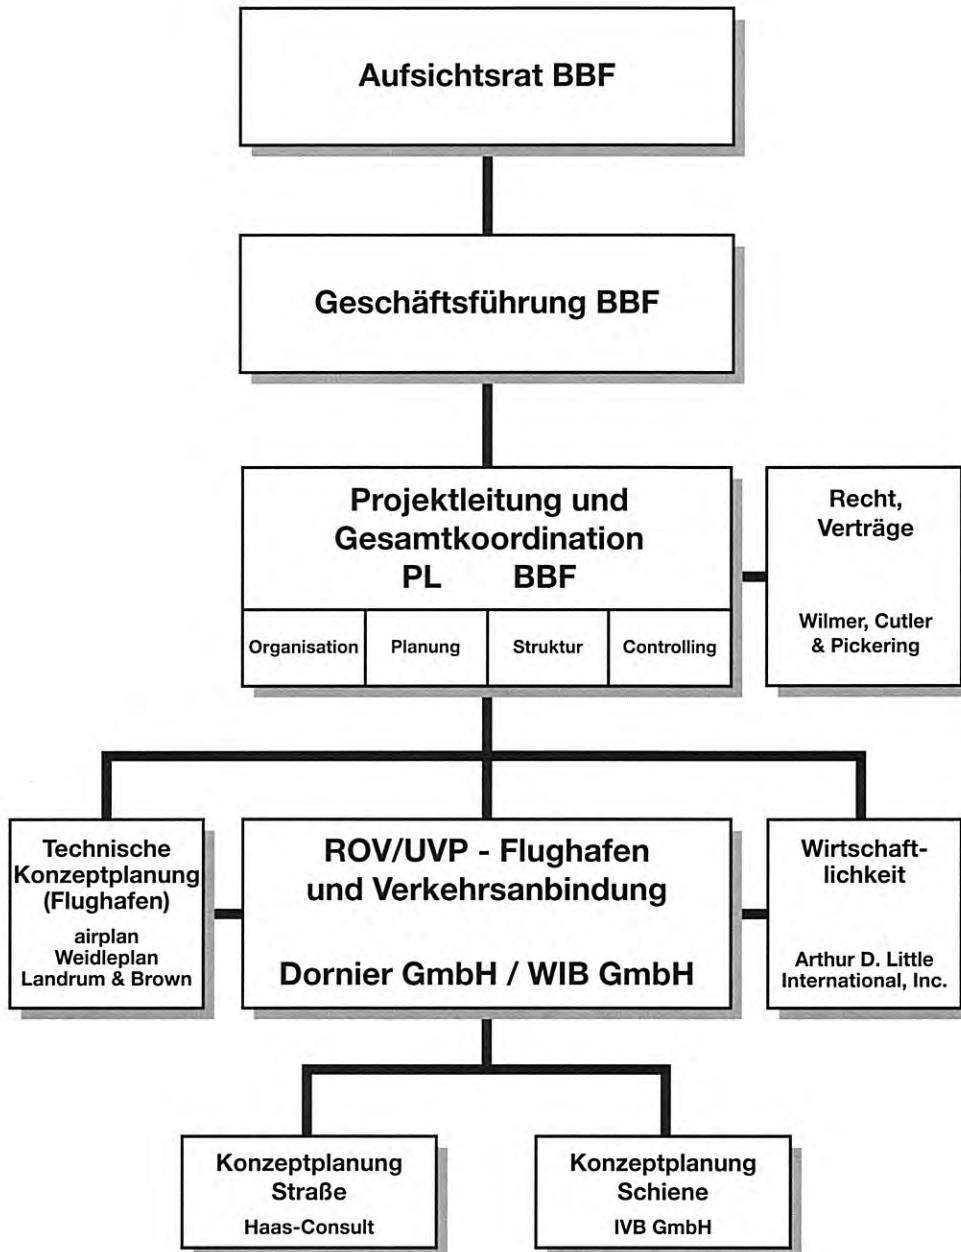 Aufsichtsrat BBF
Geschäftsführung BBF
Projektleitung und
Gesamtkoordination
PL BBF
Organisation
Planung
Struktur
Controlling
Recht,
Verträge
Wilmer, Cutler
& Pickering
Technische
Konzeptplanung
(Flughafen)
airplan
Weidleplan
Landrum & Brown
ROV/UVP - Flughafen
und Verkehrsanbindung
Dornier GmbH / WIB GmbH
Wirtschaft-
lichkeit
Arthur D. Little
International, Inc.
Konzeptplanung
Straße
Haas-Consult
Konzeptplanung
Schiene
IVB GmbH